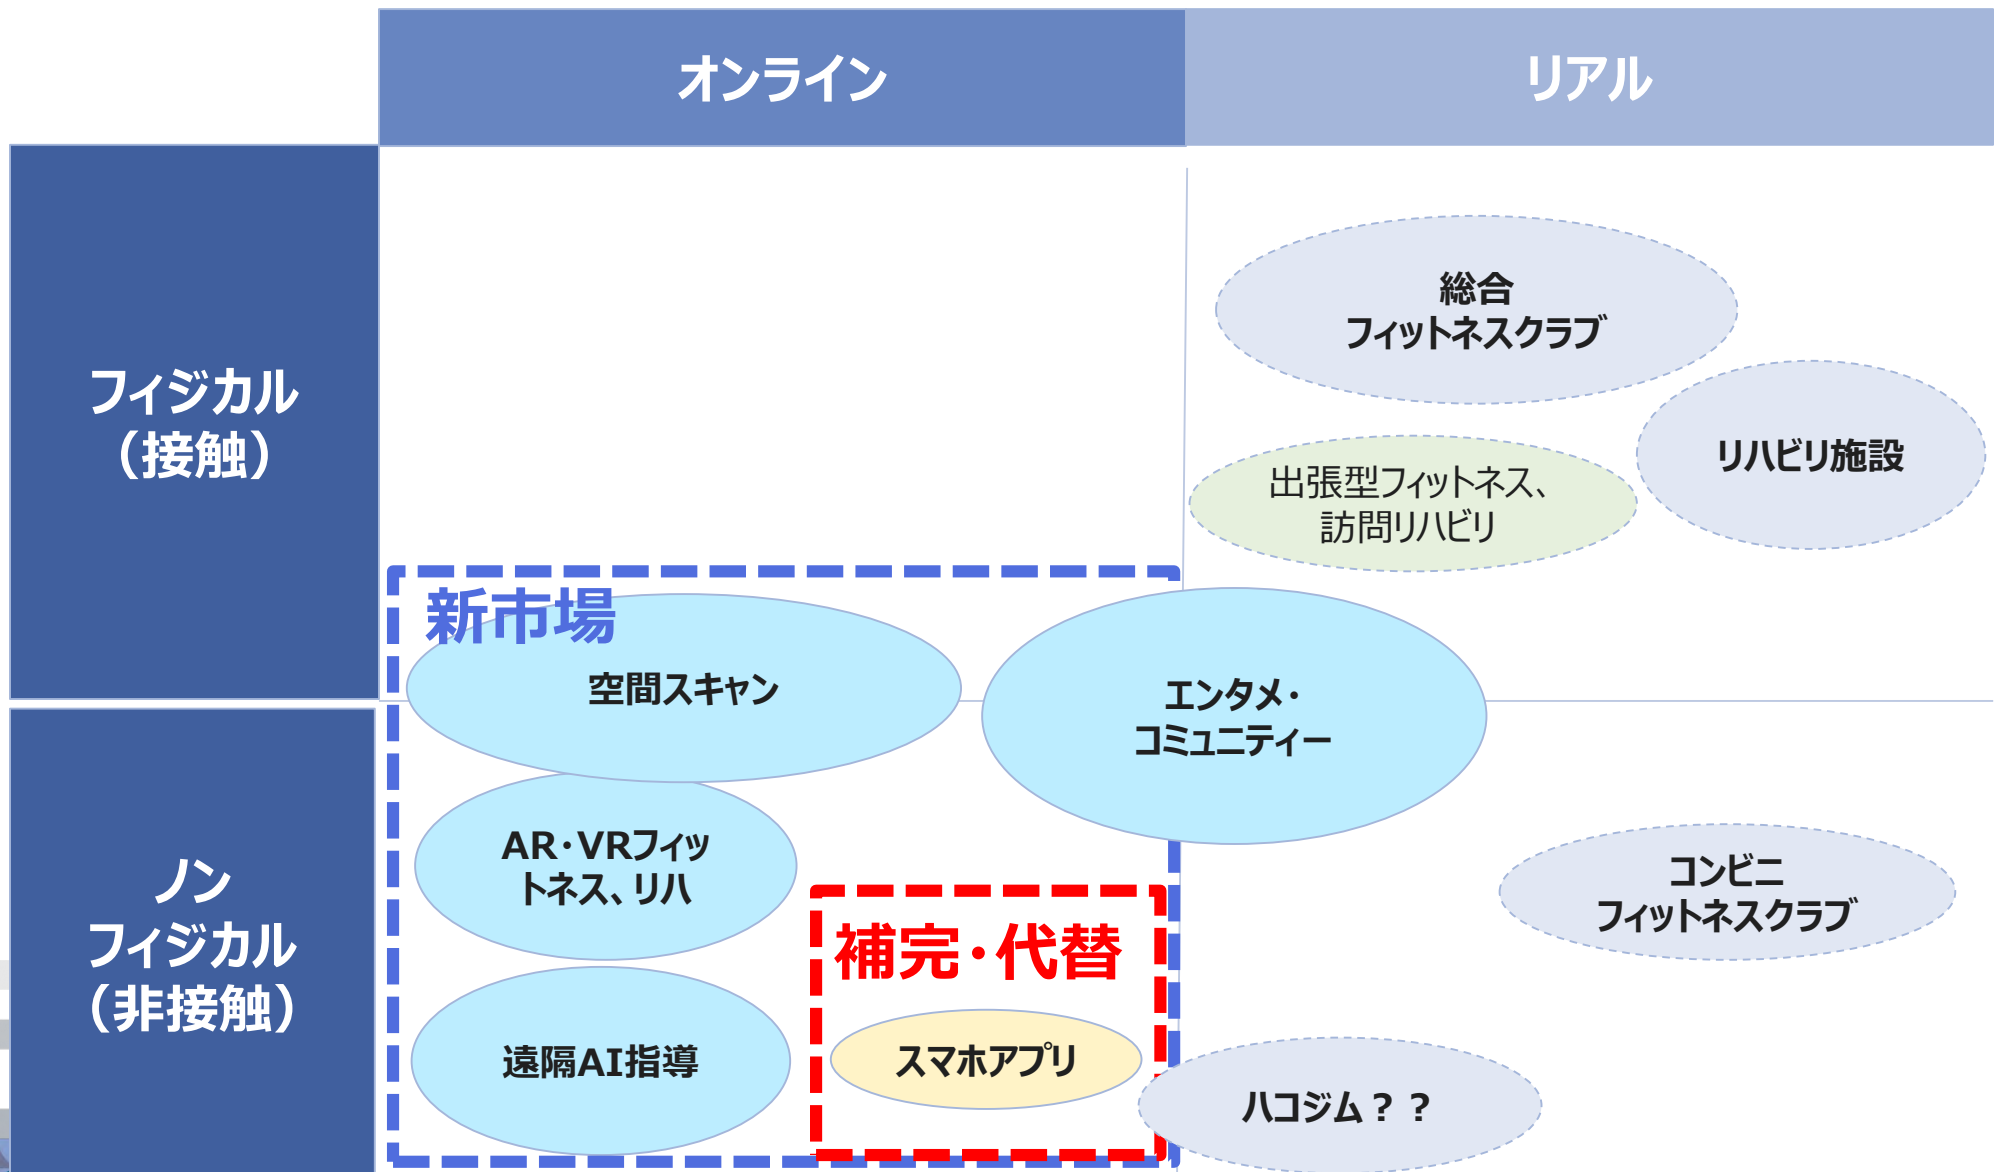 オンライン
リアル
フィジカル
（接触）
総合
フィットネスクラブ
リハビリ施設
出張型フィットネス、
訪問リハビリ
新市場
空間スキャン
エンタメ・
コミュニティー
ノン
フィジカル
（非接触）
AR・VRフィッ
トネス、リハ
補完・代替
コンビニ
フィットネスクラブ
遠隔AI指導
スマホアプリ
ハコジム？？